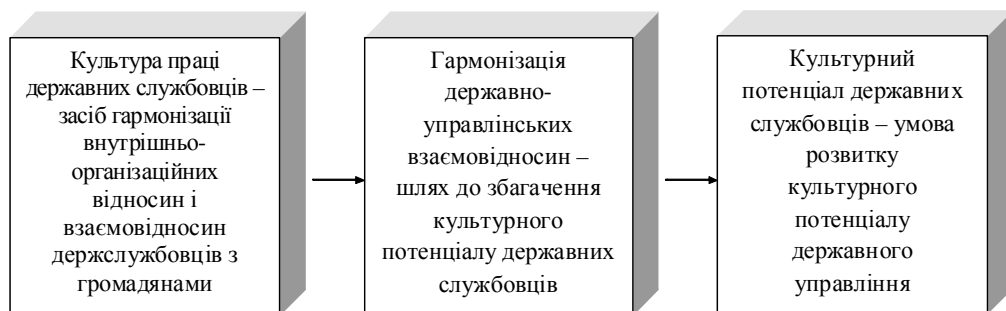 Культура праці
державних службовців –
засіб гармонізації
внутрішньо-
організаційних
відносин і
взаємовідносин
держслужбовців з
громадянами
Гармонізація
державно-
управлінських
взаємовідносин –
шлях до збагачення
культурного
потенціалу державних
службовців
Культурний
потенціал державних
службовців – умова
розвитку
культурного
потенціалу
державного
управління